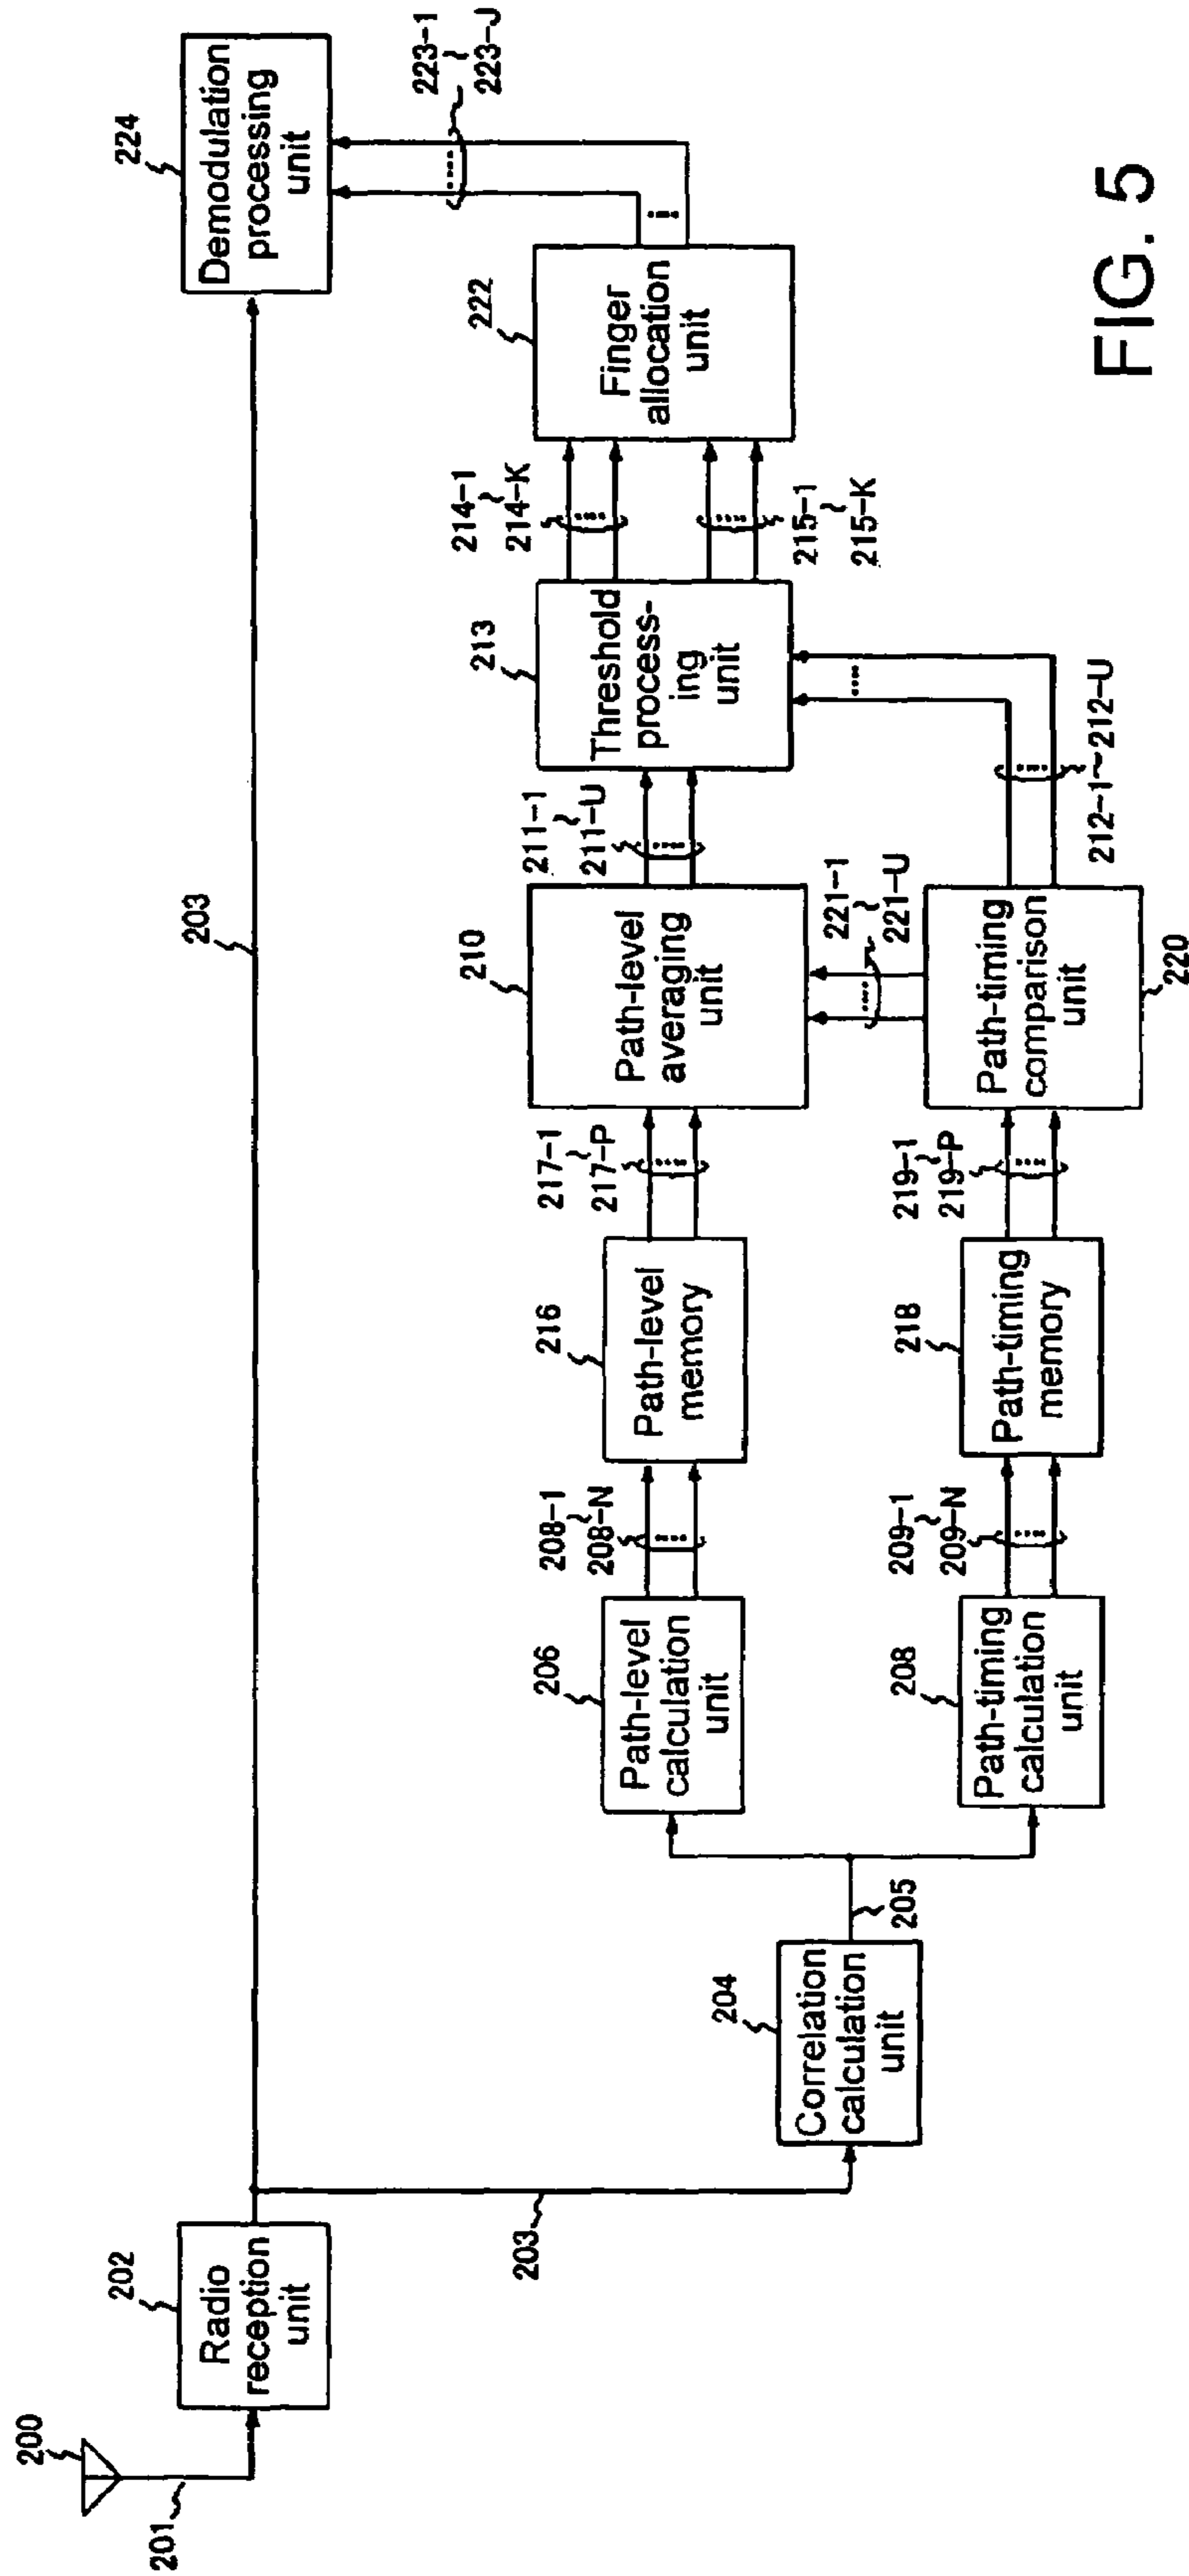 200
201
202
Radio
reception
unit
203
203
204
Correlation
calculation
unit
205
206
Path-level
calculation
unit
208-1
~
208-N
216
Path-level
memory
217-1
~
217-P
210
Path-level
averaging
unit
211-1
~
211-U
213
Threshold
process-
ing
unit
214-1
~
214-K
215-1
~
215-K
222
Finger
allocation
unit
223-1
~
223-J
224
Demodulation
processing
unit
208
Path-timing
calculation
unit
209-1
~
209-N
218
Path-timing
memory
219-1
~
219-P
220
Path-timing
comparison
unit
221-1
~
221-U
212-1~212-U
FIG. 5